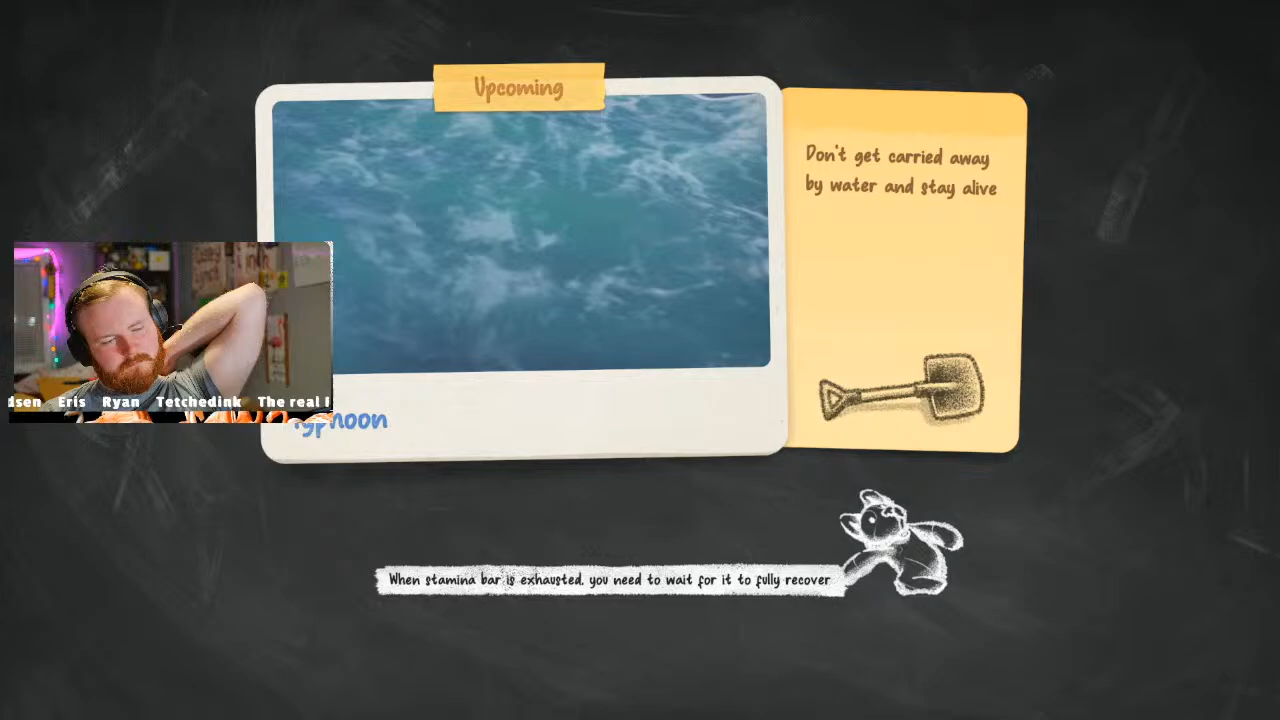 Upcoming
Don't get carried away
by water and stay alive
Eris Ryan Tetchedink The real
When stamina bar is exhausted, you need to wait for it to fully recover